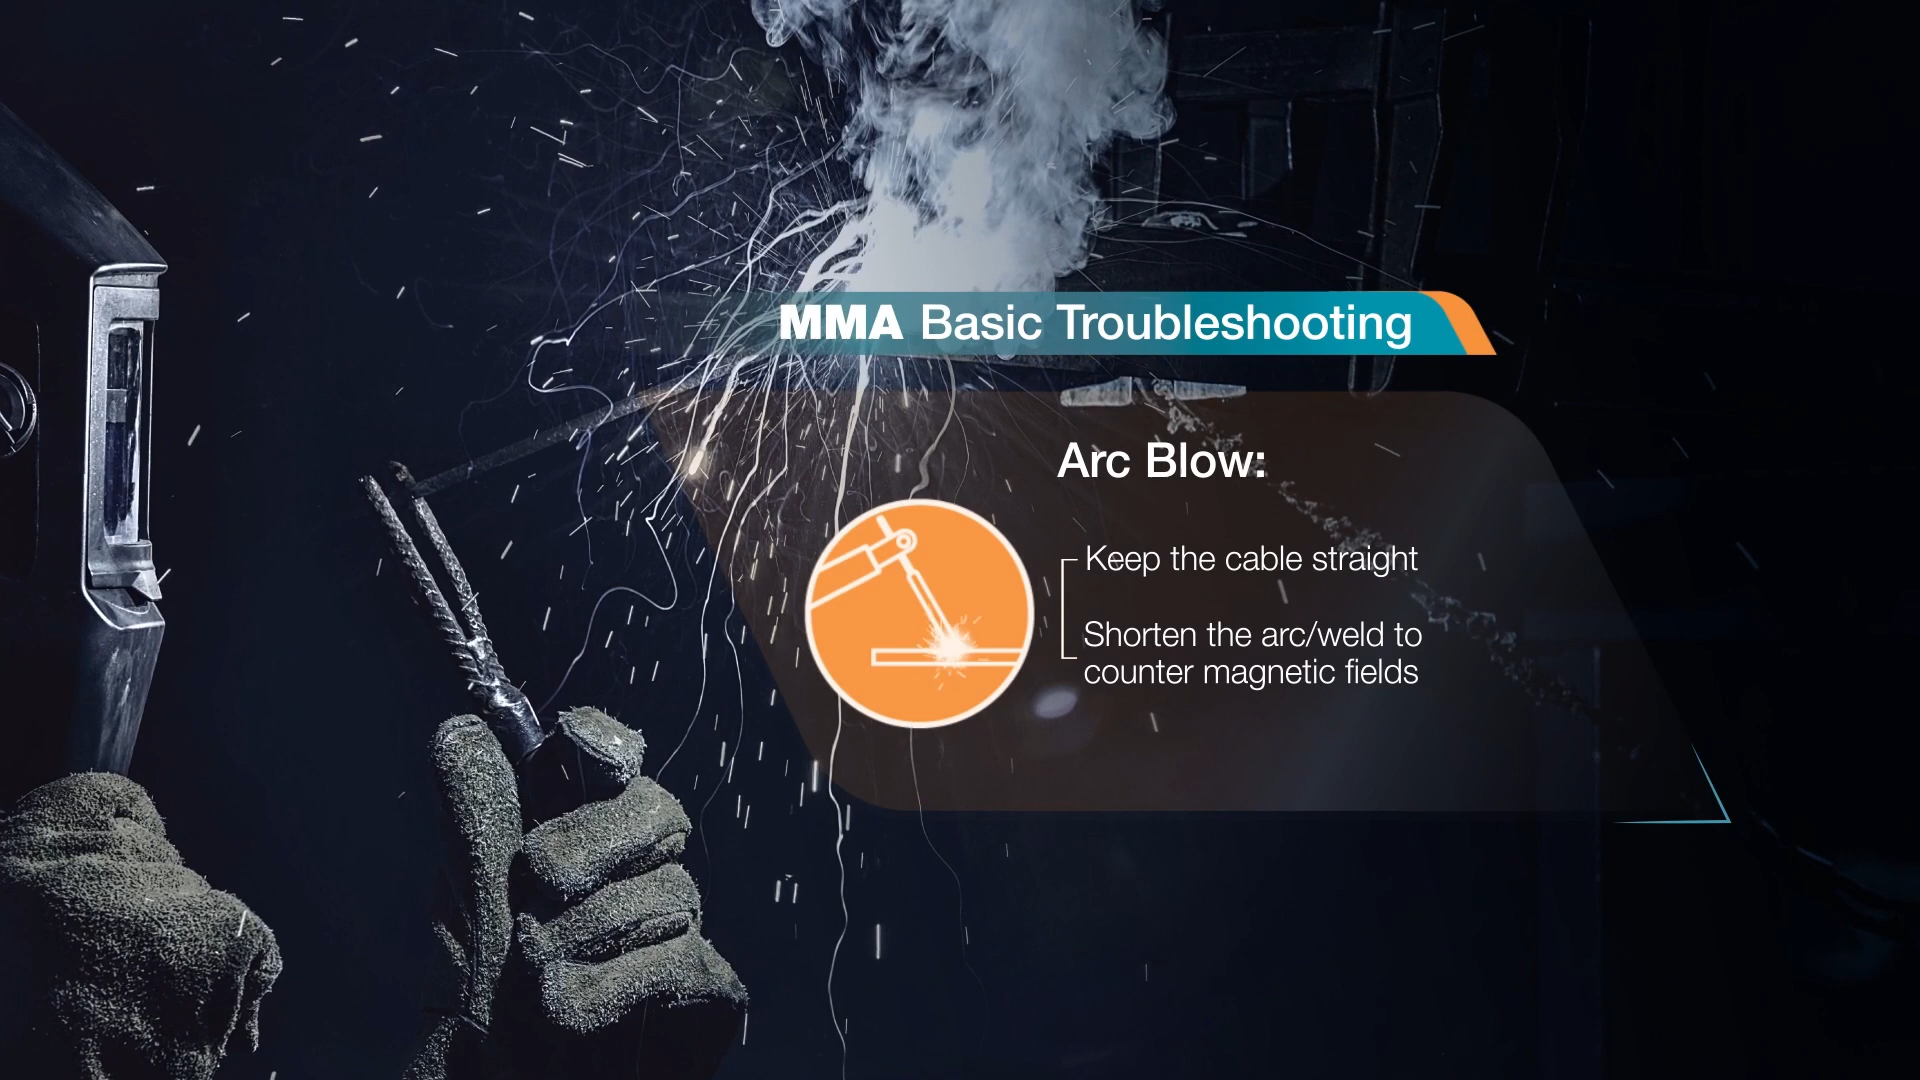 MMA Basic Troubleshooting
Arc Blow:
Keep the cable straight
Shorten the arc/weld to
counter magnetic fields